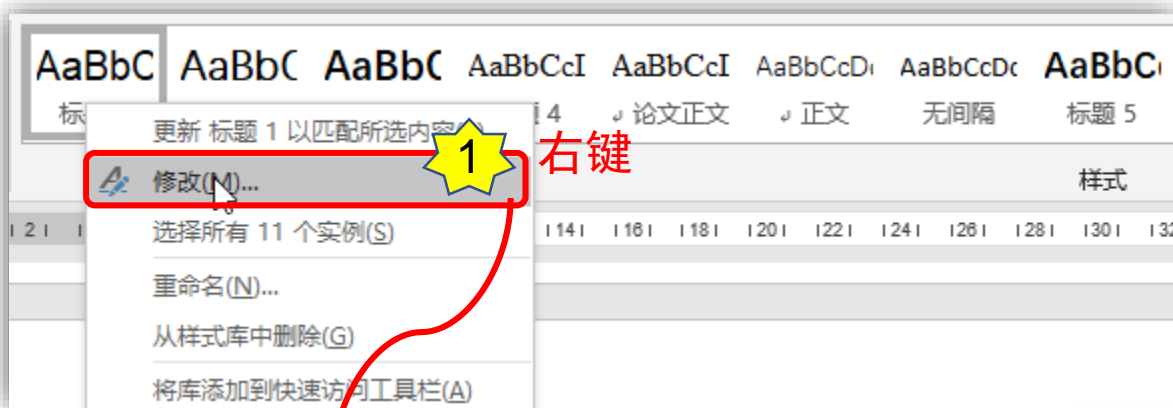 AaBbC AaBb( AaBb( AaBbCcI AaBbCcI AaBbCcD AaBbCcDc AaBbC
标 4 ↲ 论文正文 ↲ 正文 无间隔 标题 5
更新 标题 1 以匹配所选内容
1 右键
修改(M)...
样式
选择所有 11 个实例(S)
2 14 16 18 20 22 24 26 28 30 32
重命名(N)...
从样式库中删除(G)
将库添加到快速访问工具栏(A)